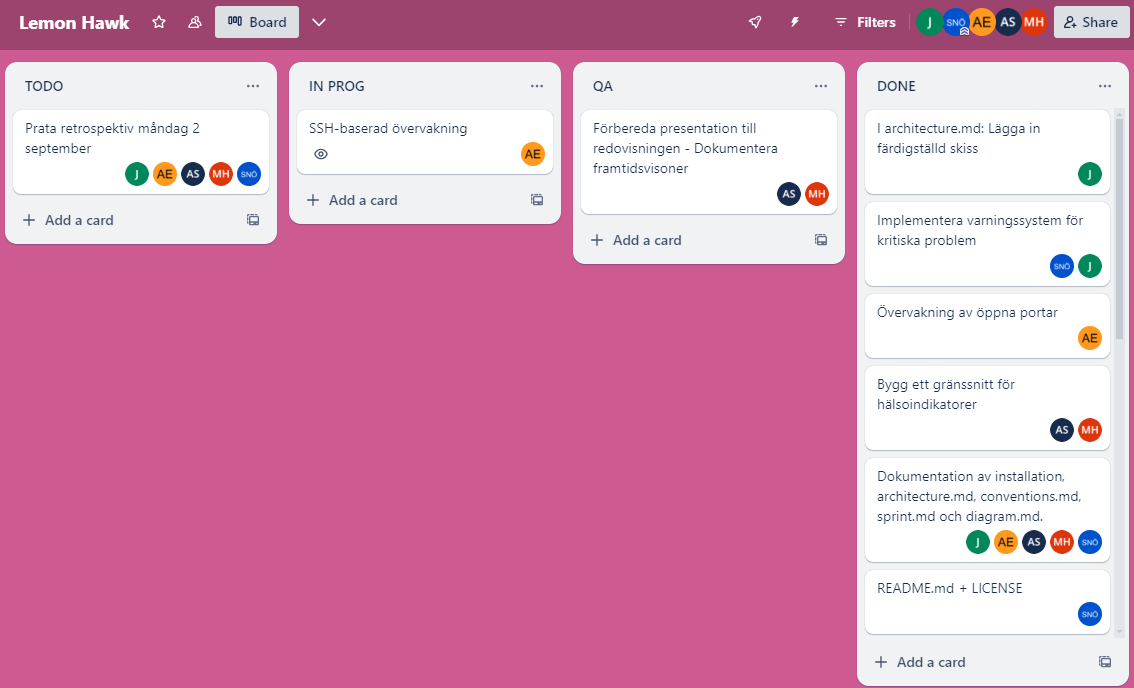 Lemon Hawk
Board
Filters
J
SNÖ
AE
AS
MH
Share
TODO
Prata retrospektiv måndag 2
september
J
AE
AS
MH
SNÖ
Add a card
IN PROG
SSH-baserad övervakning
AE
Add a card
QA
Förbereda presentation till
redovisningen - Dokumentera
framtidsvisoner
AS
MH
Add a card
DONE
I architecture.md: Lägga in
färdigställd skiss
J
Implementera varningssystem för
kritiska problem
SNÖ
J
Övervakning av öppna portar
AE
Bygg ett gränssnitt för
hälsoindikatorer
AS
MH
Dokumentation av installation,
architecture.md, conventions.md,
sprint.md och diagram.md.
J
AE
AS
MH
SNÖ
README.md + LICENSE
SNÖ
Add a card